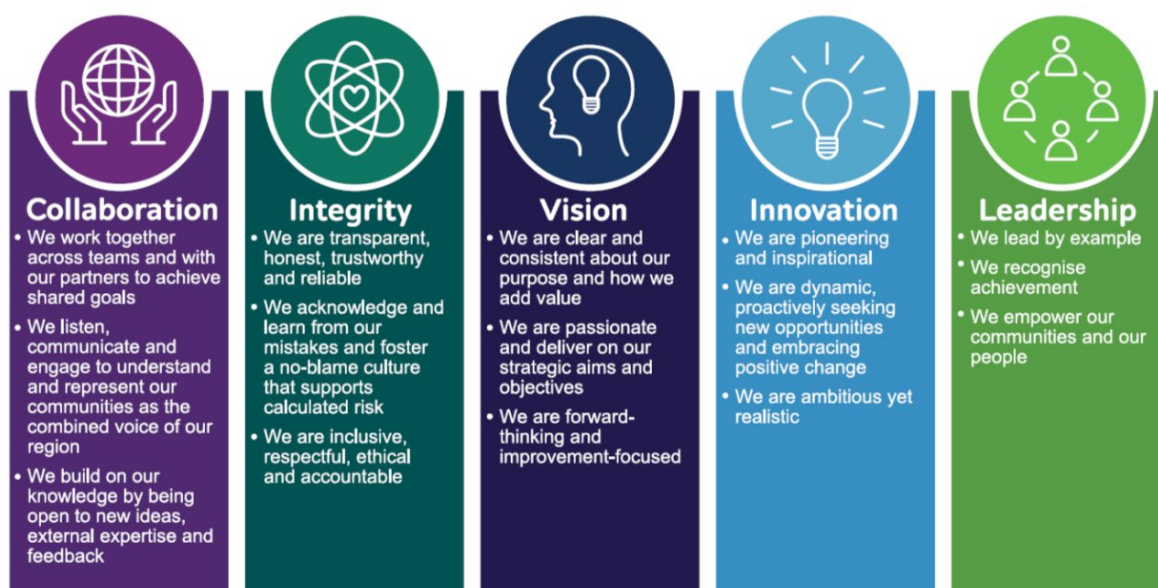 Collaboration
• We work together
across teams and with
our partners to achieve
shared goals
• We listen,
communicate and
engage to understand
and represent our
communities as the
combined voice of our
region
• We build on our
knowledge by being
open to new ideas,
external expertise and
feedback
Integrity
• We are transparent,
honest, trustworthy
and reliable
• We acknowledge and
learn from our
mistakes and foster
a no-blame culture
that supports
calculated risk
• We are inclusive,
respectful, ethical
and accountable
Vision
• We are clear and
consistent about our
purpose and how we
add value
• We are passionate
and deliver on our
strategic aims and
objectives
• We are forward-
thinking and
improvement-focused
Innovation
• We are pioneering
and inspirational
• We are dynamic,
proactively seeking
new opportunities
and embracing
positive change
• We are ambitious yet
realistic
Leadership
• We lead by example
• We recognise
achievement
• We empower our
communities and our
people